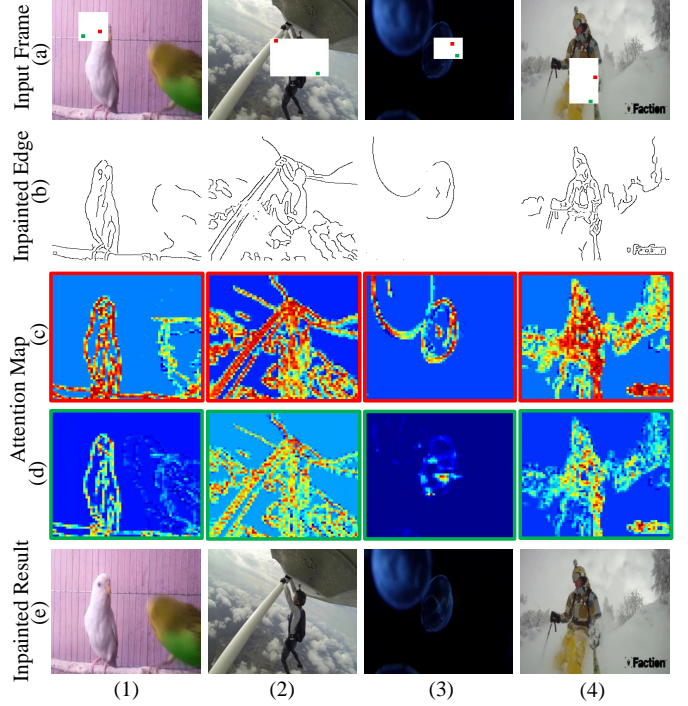 Input Frame
(a)
Faction
Inpainted Edge
(b)
Attention Map
(c)
(d)
Inpainted Result
(e)
Faction
(1) (2) (3) (4)